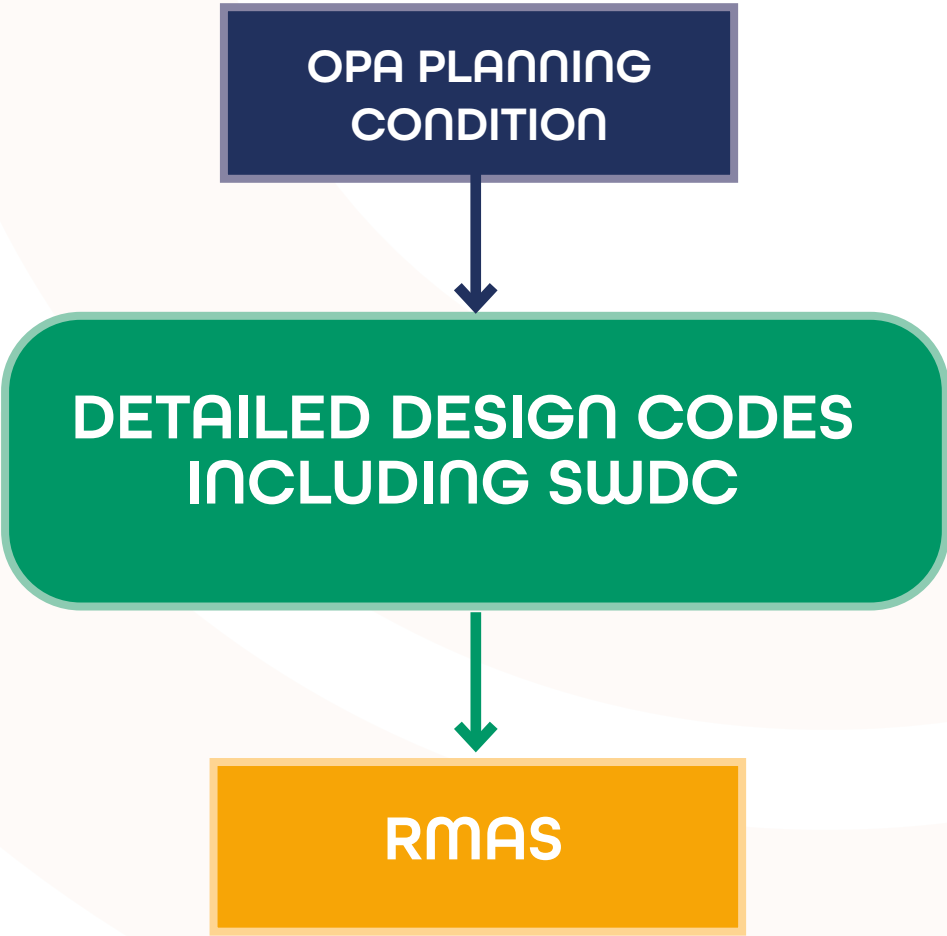 OPA PLANNING
CONDITION
DETAILED DESIGN CODES
INCLUDING SWDC
RMAS